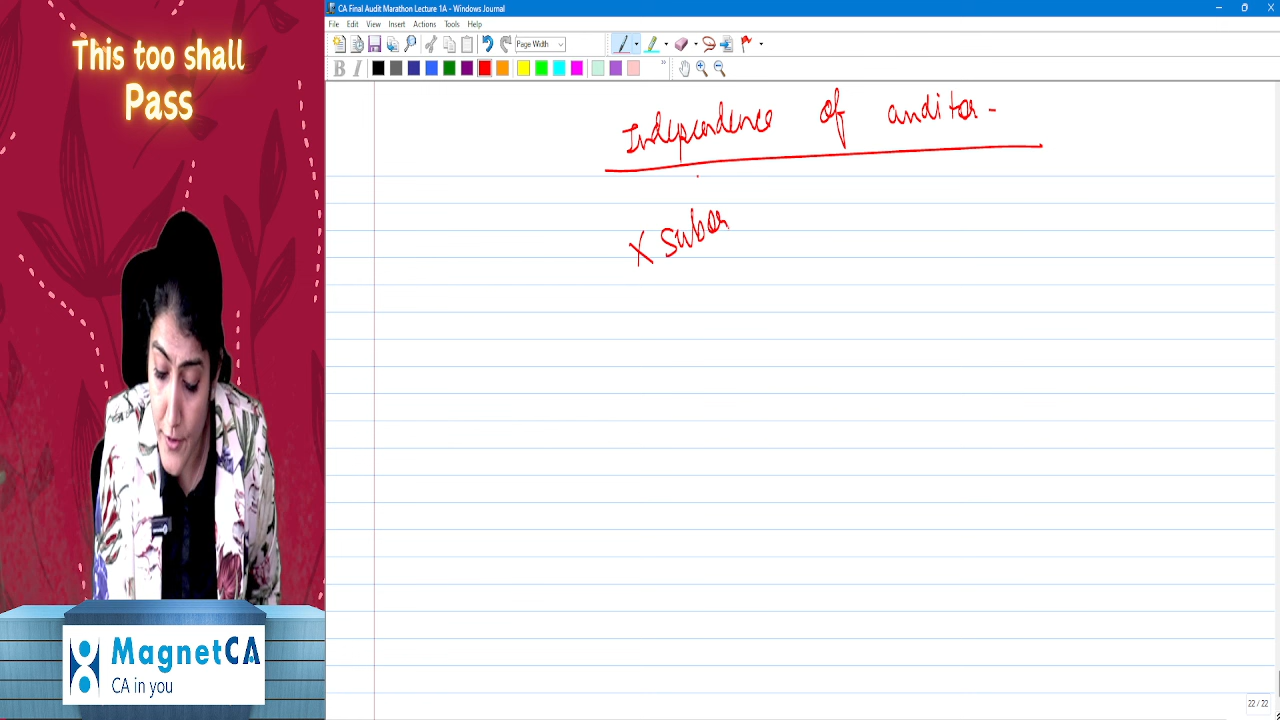 This too shall
Pass
CA Final Audit Marathon Lecture 1A - Windows Journal
File Edit View Insert Actions Tools Help
Page Width
B I
Independence of auditor -
X Subor
MagnetCA
CA in you
22 / 22